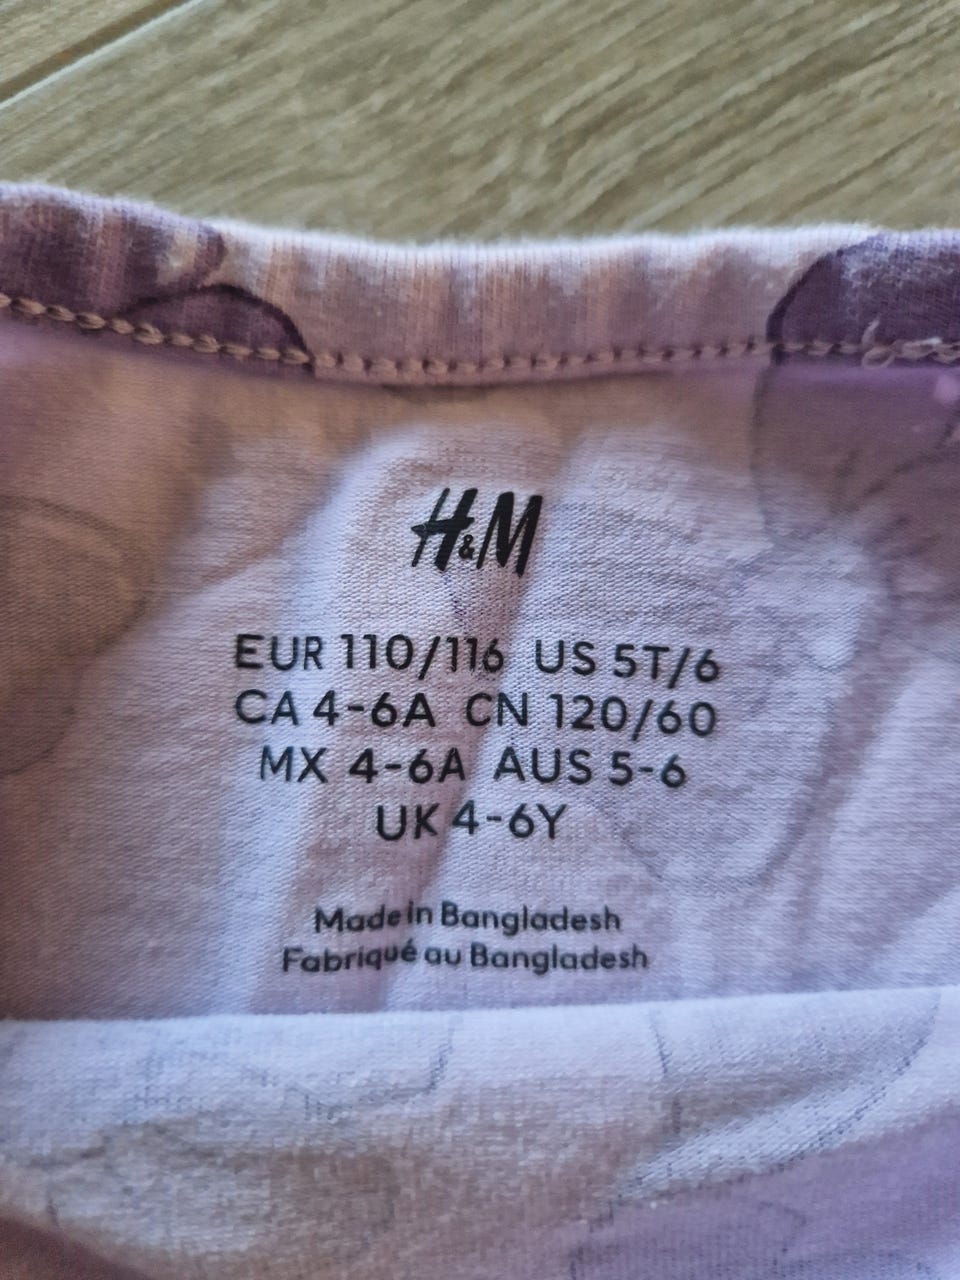 H&M
EUR 110/116 US 5T/6
CA 4-6A CN 120/60
MX 4-6A AUS 5-6
UK 4-6Y
Made in Bangladesh
Fabriqué au Bangladesh